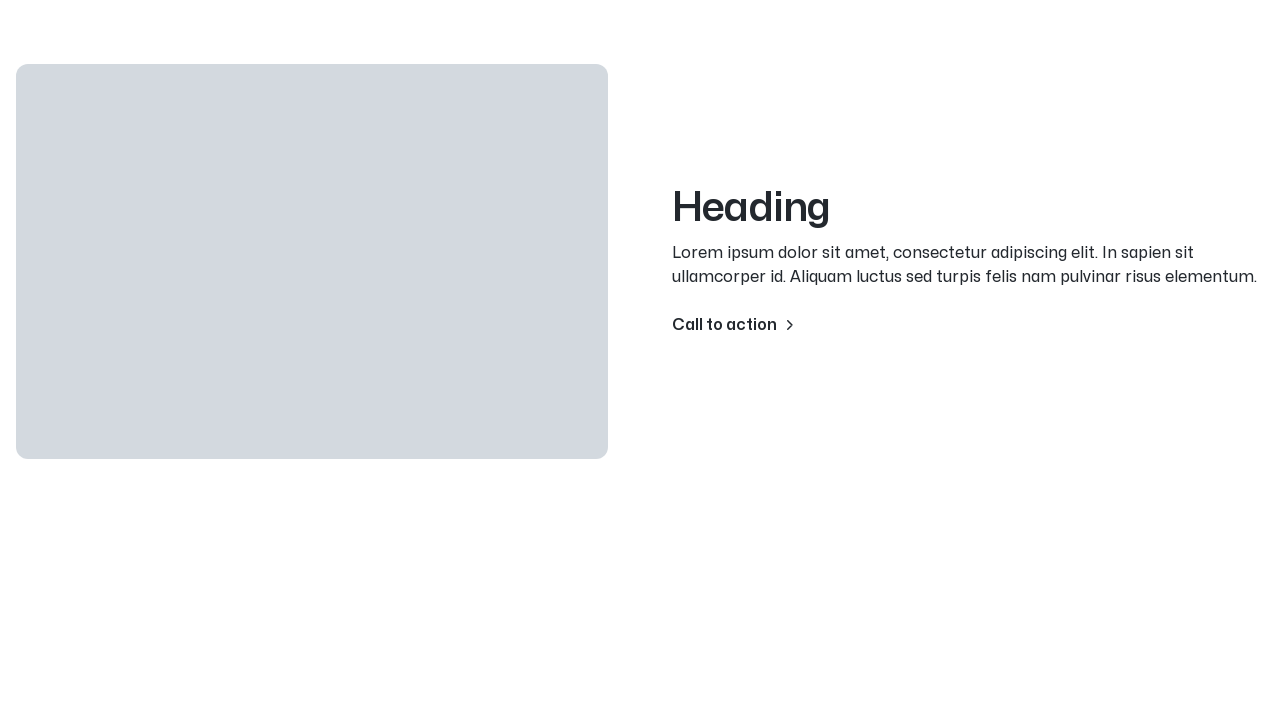 Heading
Lorem ipsum dolor sit amet, consectetur adipiscing elit. In sapien sit
ullamcorper id. Aliquam luctus sed turpis felis nam pulvinar risus elementum.
Call to action